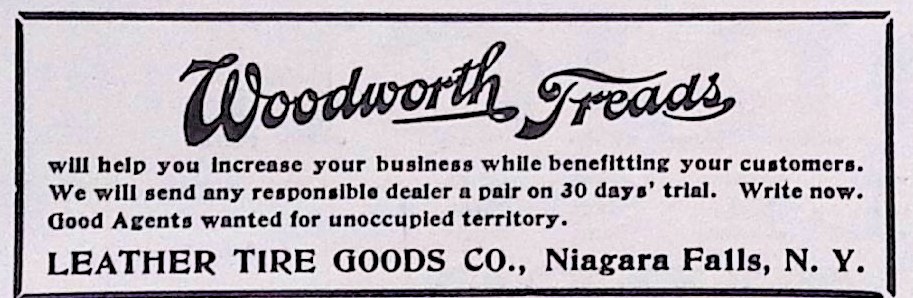 Woodworth Treads
will help you increase your business while benefitting your customers.
We will send any responsible dealer a pair on 30 days' trial. Write now.
Good Agents wanted for unoccupied territory.
LEATHER TIRE GOODS CO., Niagara Falls, N. Y.